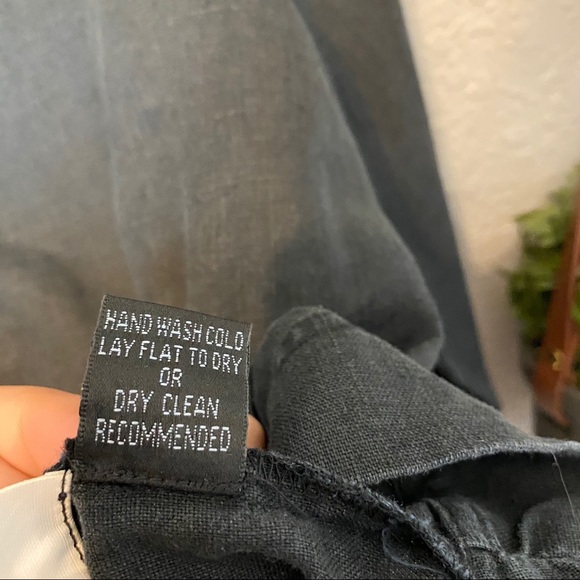 HAND WASH COLD
LAY FLAT TO DRY
OR
DRY CLEAN
RECOMMENDED